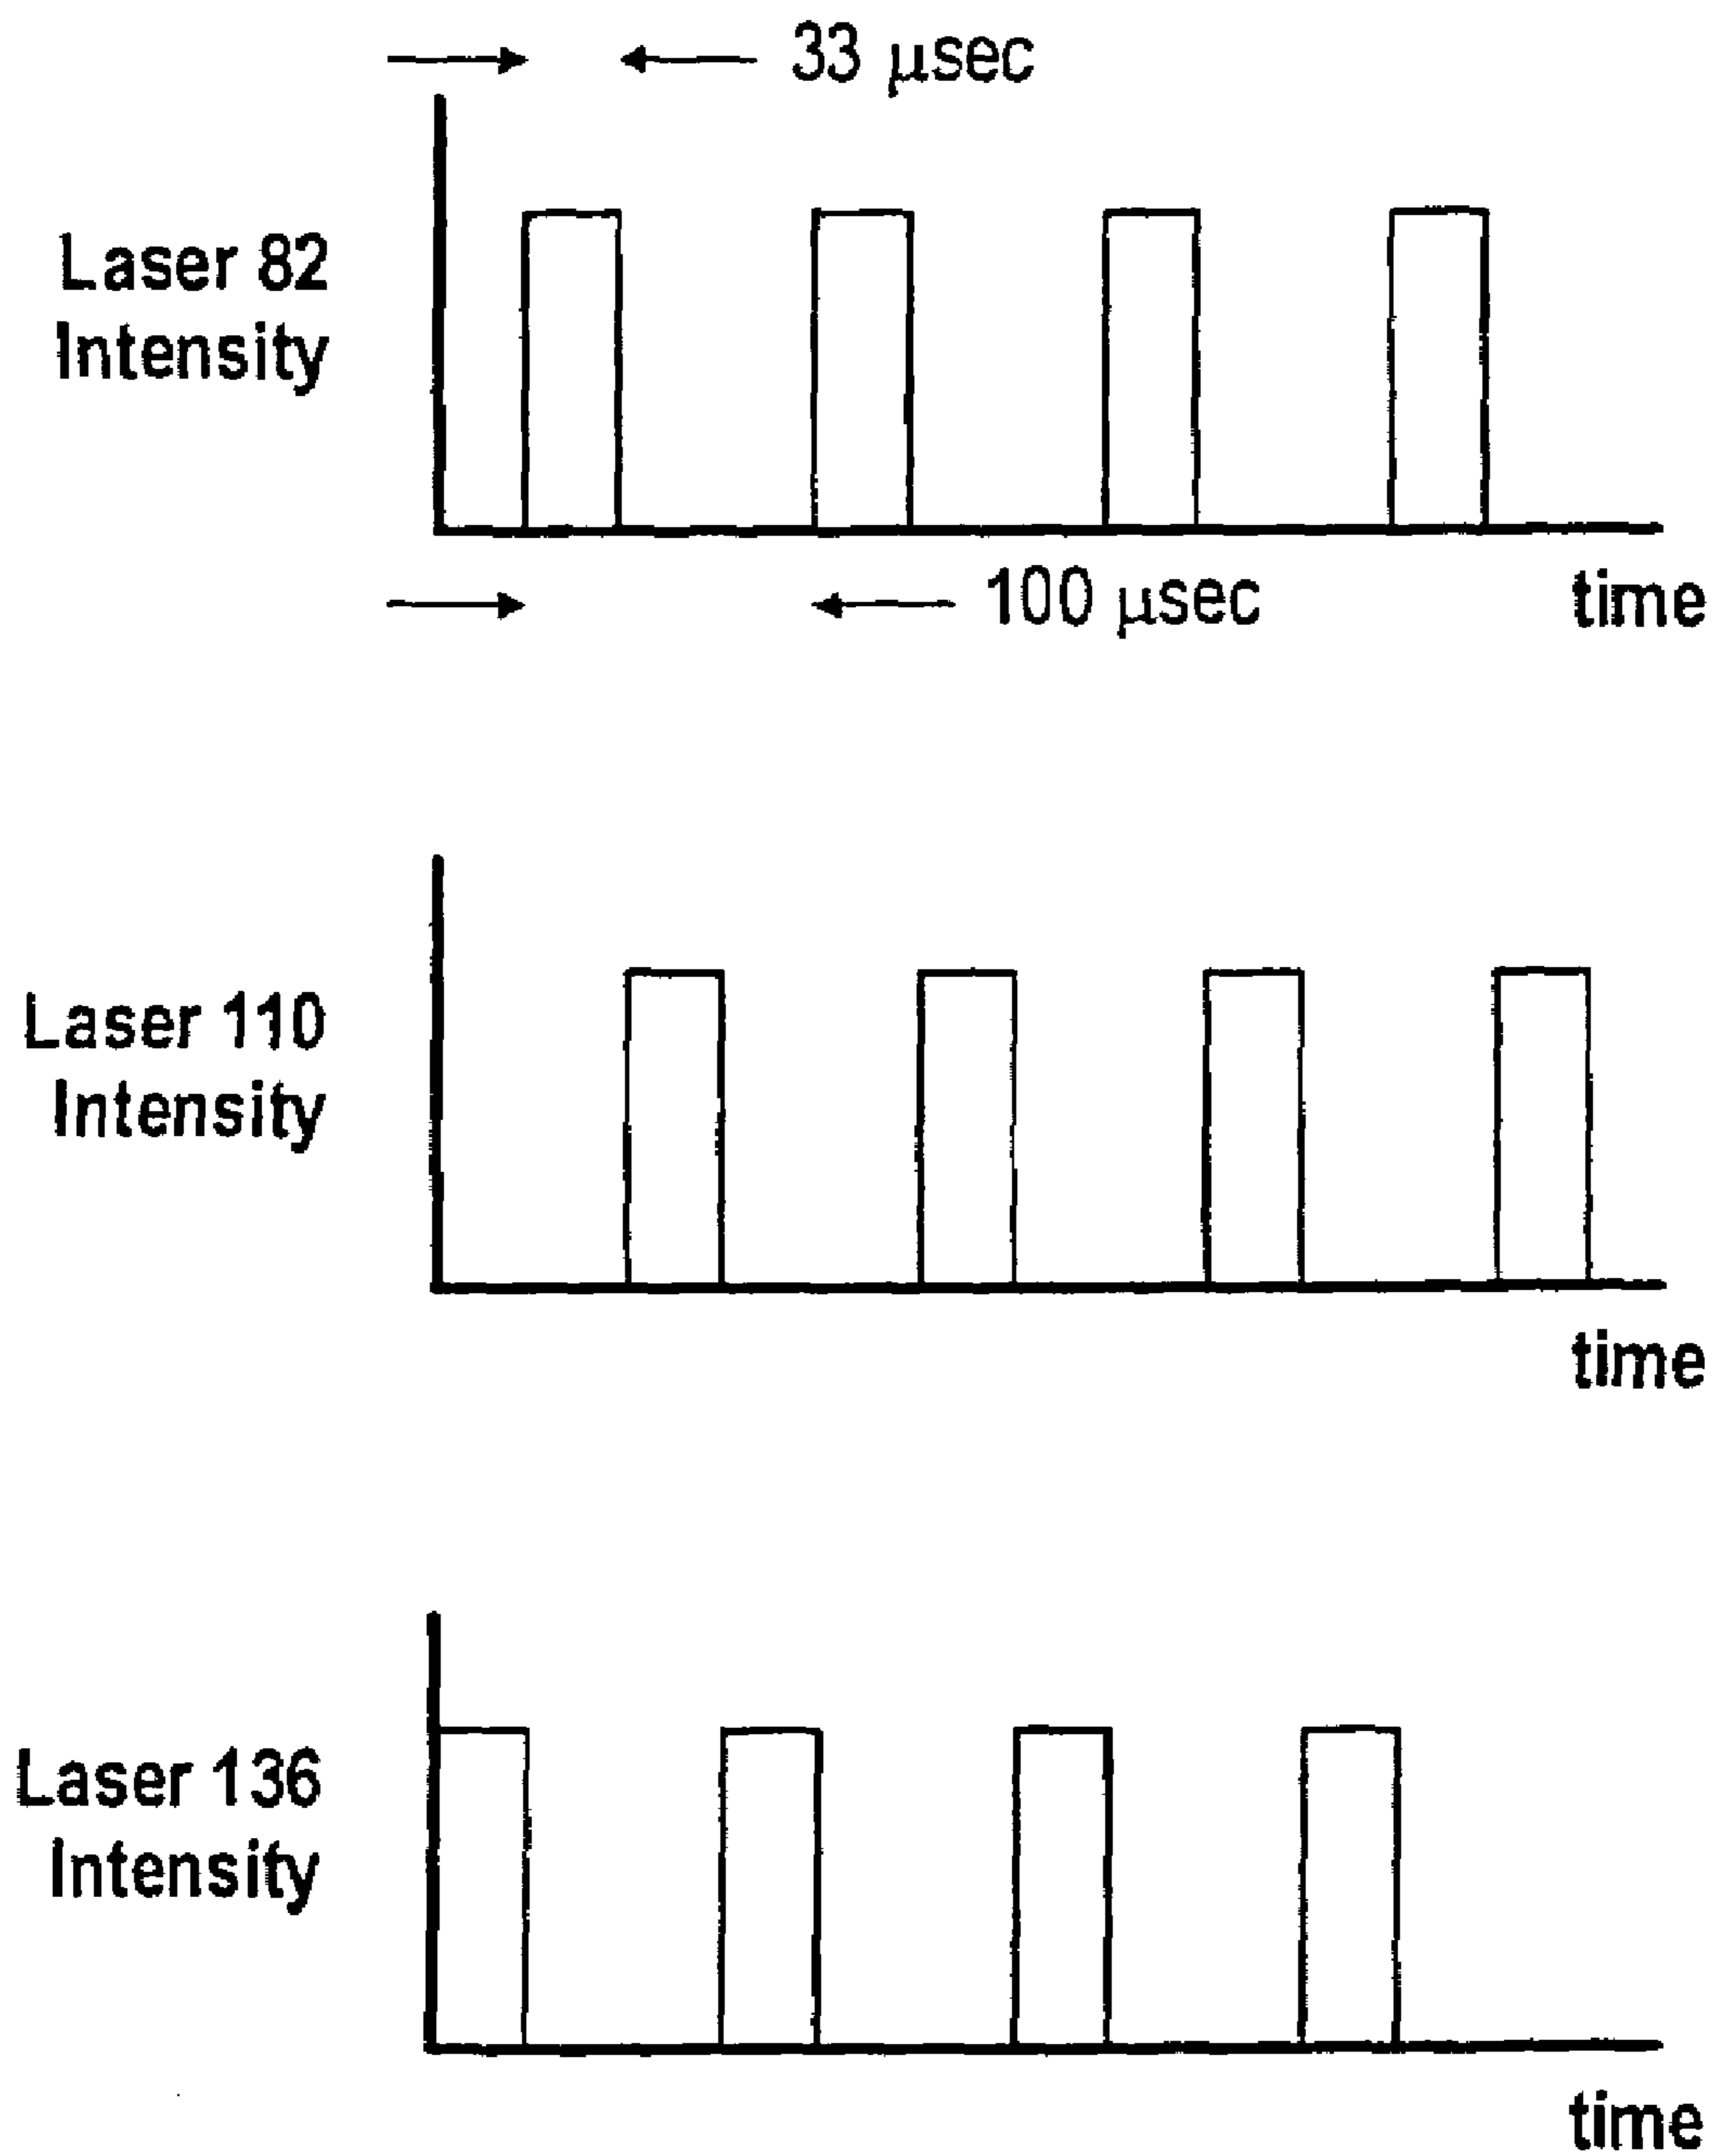 33 µsec
Laser 82
Intensity
100 µsec
time
Laser 110
Intensity
time
Laser 136
Intensity
time